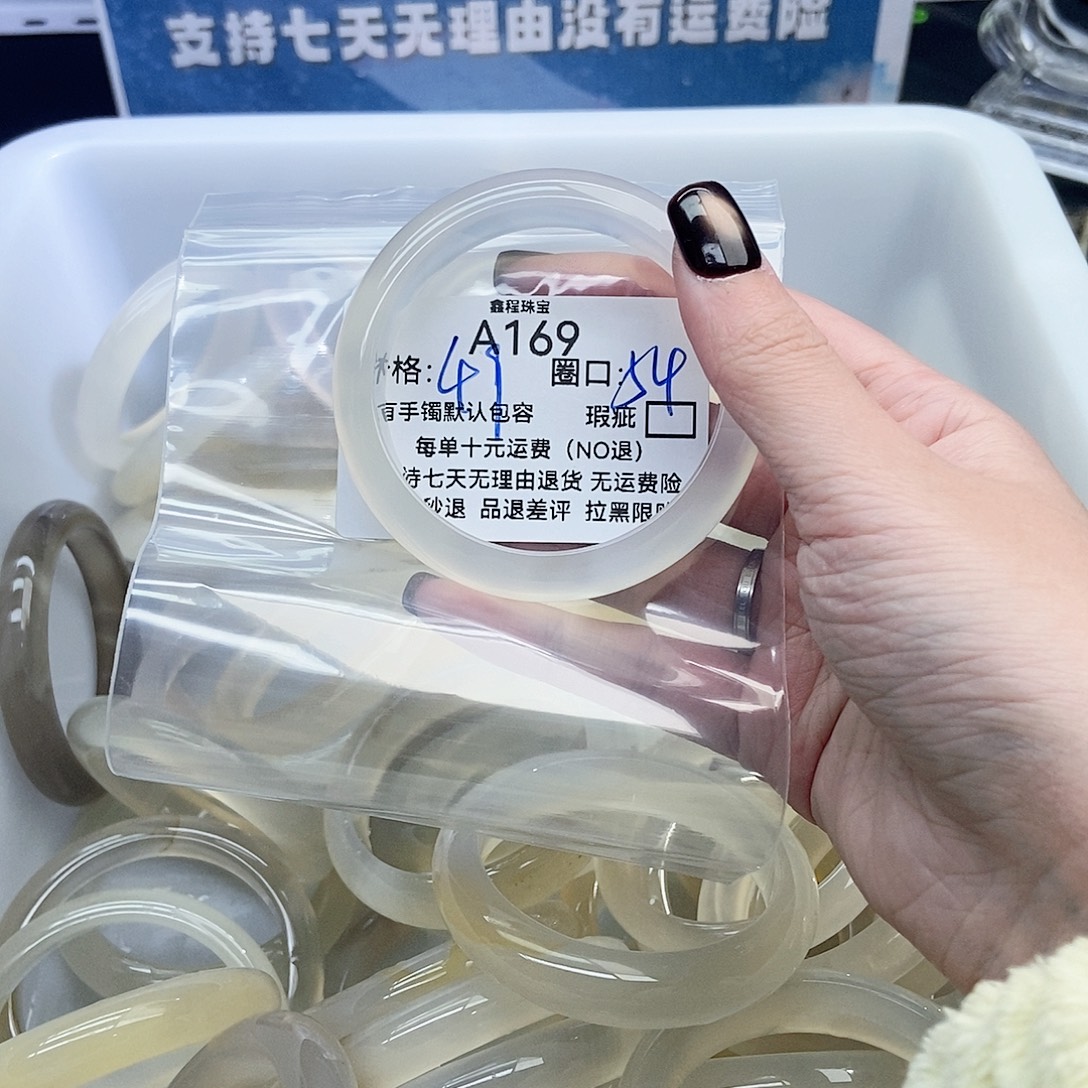 支持七天无理由没有运费险
鑫程珠宝
A169
格: 49 圈口: 54
有手镯默认包容 瑕疵
每单十元运费（NO退）
持七天无理由退货 无运费险
秒退 品退差评 拉黑限